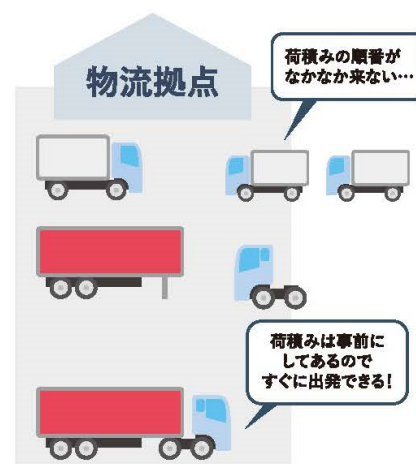 物流拠点
荷積みの順番が
なかなか来ない…
荷積みは事前に
してあるので
すぐに出発できる!